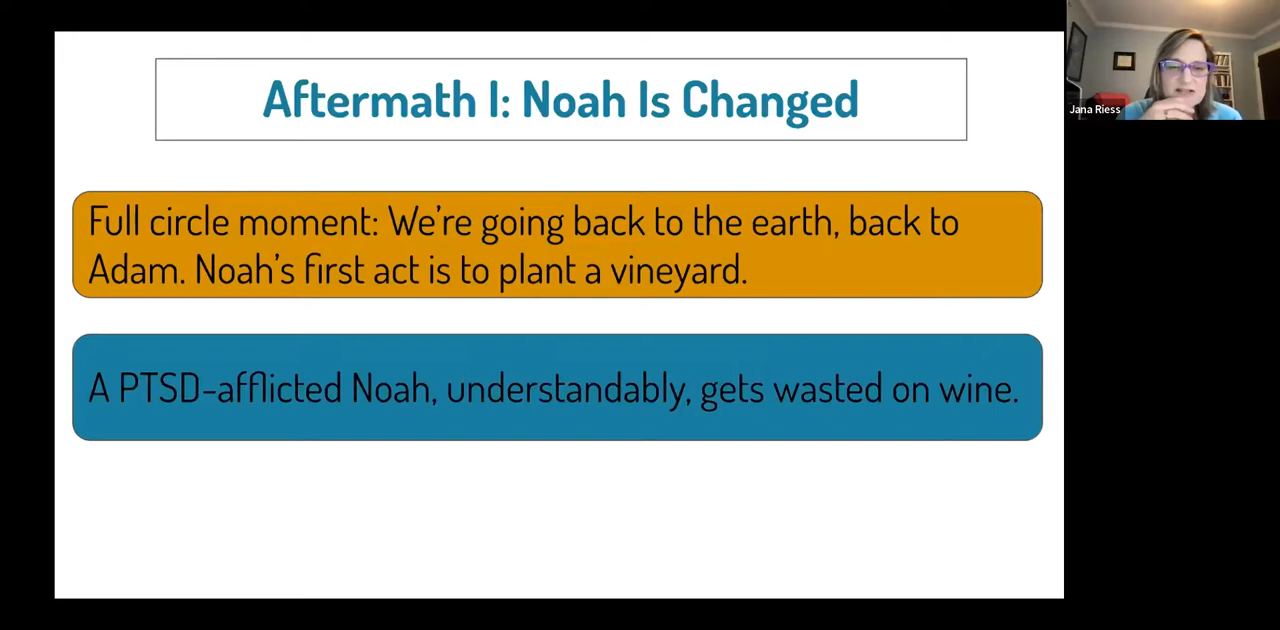 Aftermath I: Noah Is Changed
Jana Riess
Full circle moment: We're going back to the earth, back to
Adam. Noah's first act is to plant a vineyard.
A PTSD-afflicted Noah, understandably, gets wasted on wine.